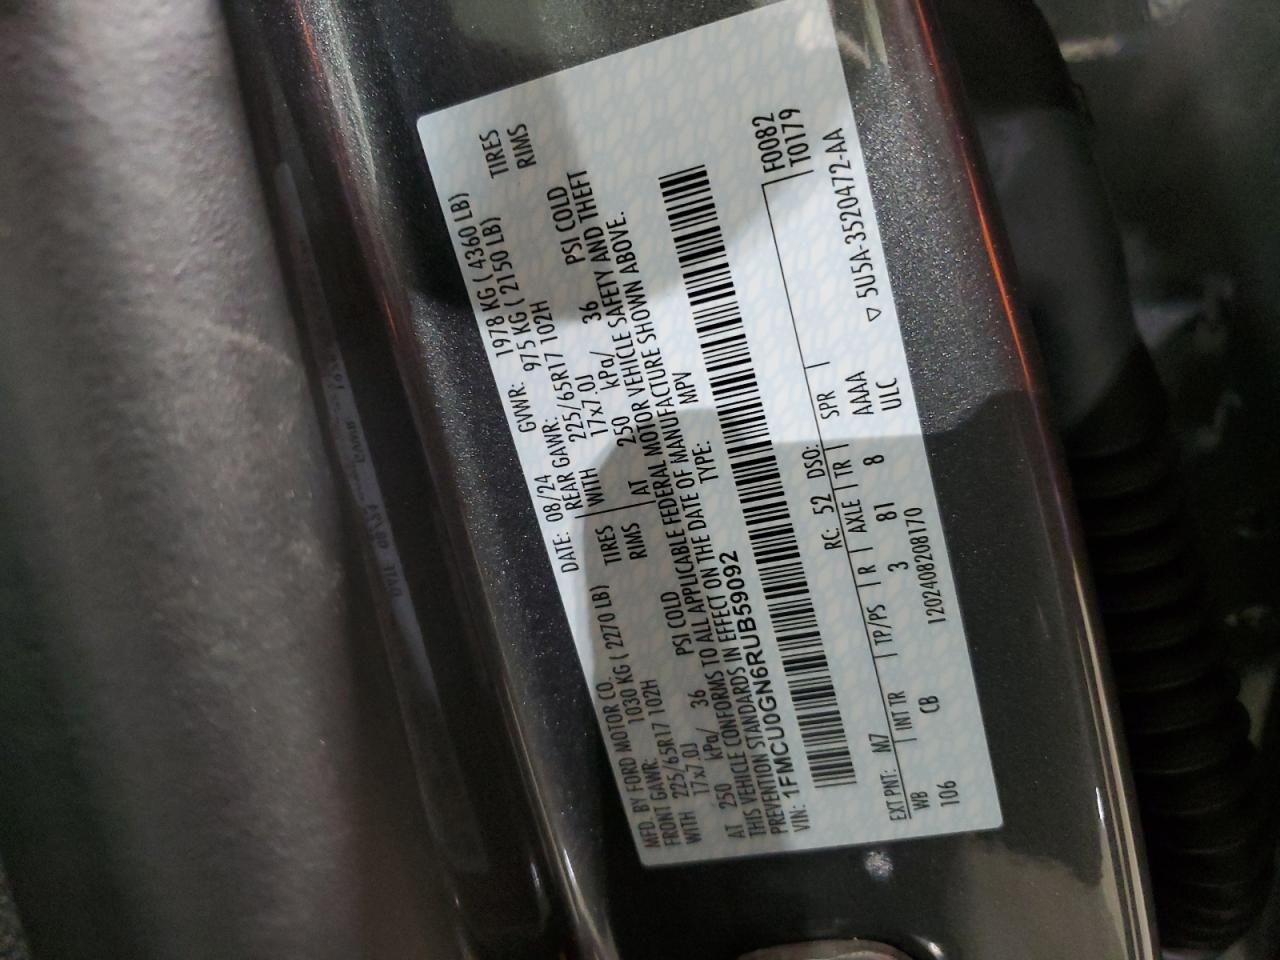 MFD. BY FORD MOTOR CO.
DATE: 08/24 GVWR: 1978 KG ( 4360 LB)
FRONT GAWR: 1030 KG ( 2270 LB)
REAR GAWR: 975 KG ( 2150 LB)
225/65R17 102H TIRES
225/65R17 102H TIRES
WITH 17x7.0J RIMS
WITH 17x7.0J RIMS
AT 250 kPa/ 36 PSI COLD
AT 250 kPa/ 36 PSI COLD
THIS VEHICLE CONFORMS TO ALL APPLICABLE FEDERAL MOTOR VEHICLE SAFETY AND THEFT
PREVENTION STANDARDS IN EFFECT ON THE DATE OF MANUFACTURE SHOWN ABOVE.
VIN: 1FMCU0GN6RUB59092 TYPE: MPV
F0082
T0179
EXT PNT: M7 RC: 52 DSO:
WB INT TR TP/PS R AXLE TR SPR
106 CB 3 81 8 AAAA
ULC
1202408208170 ▽ 5U5A-3520472-AA